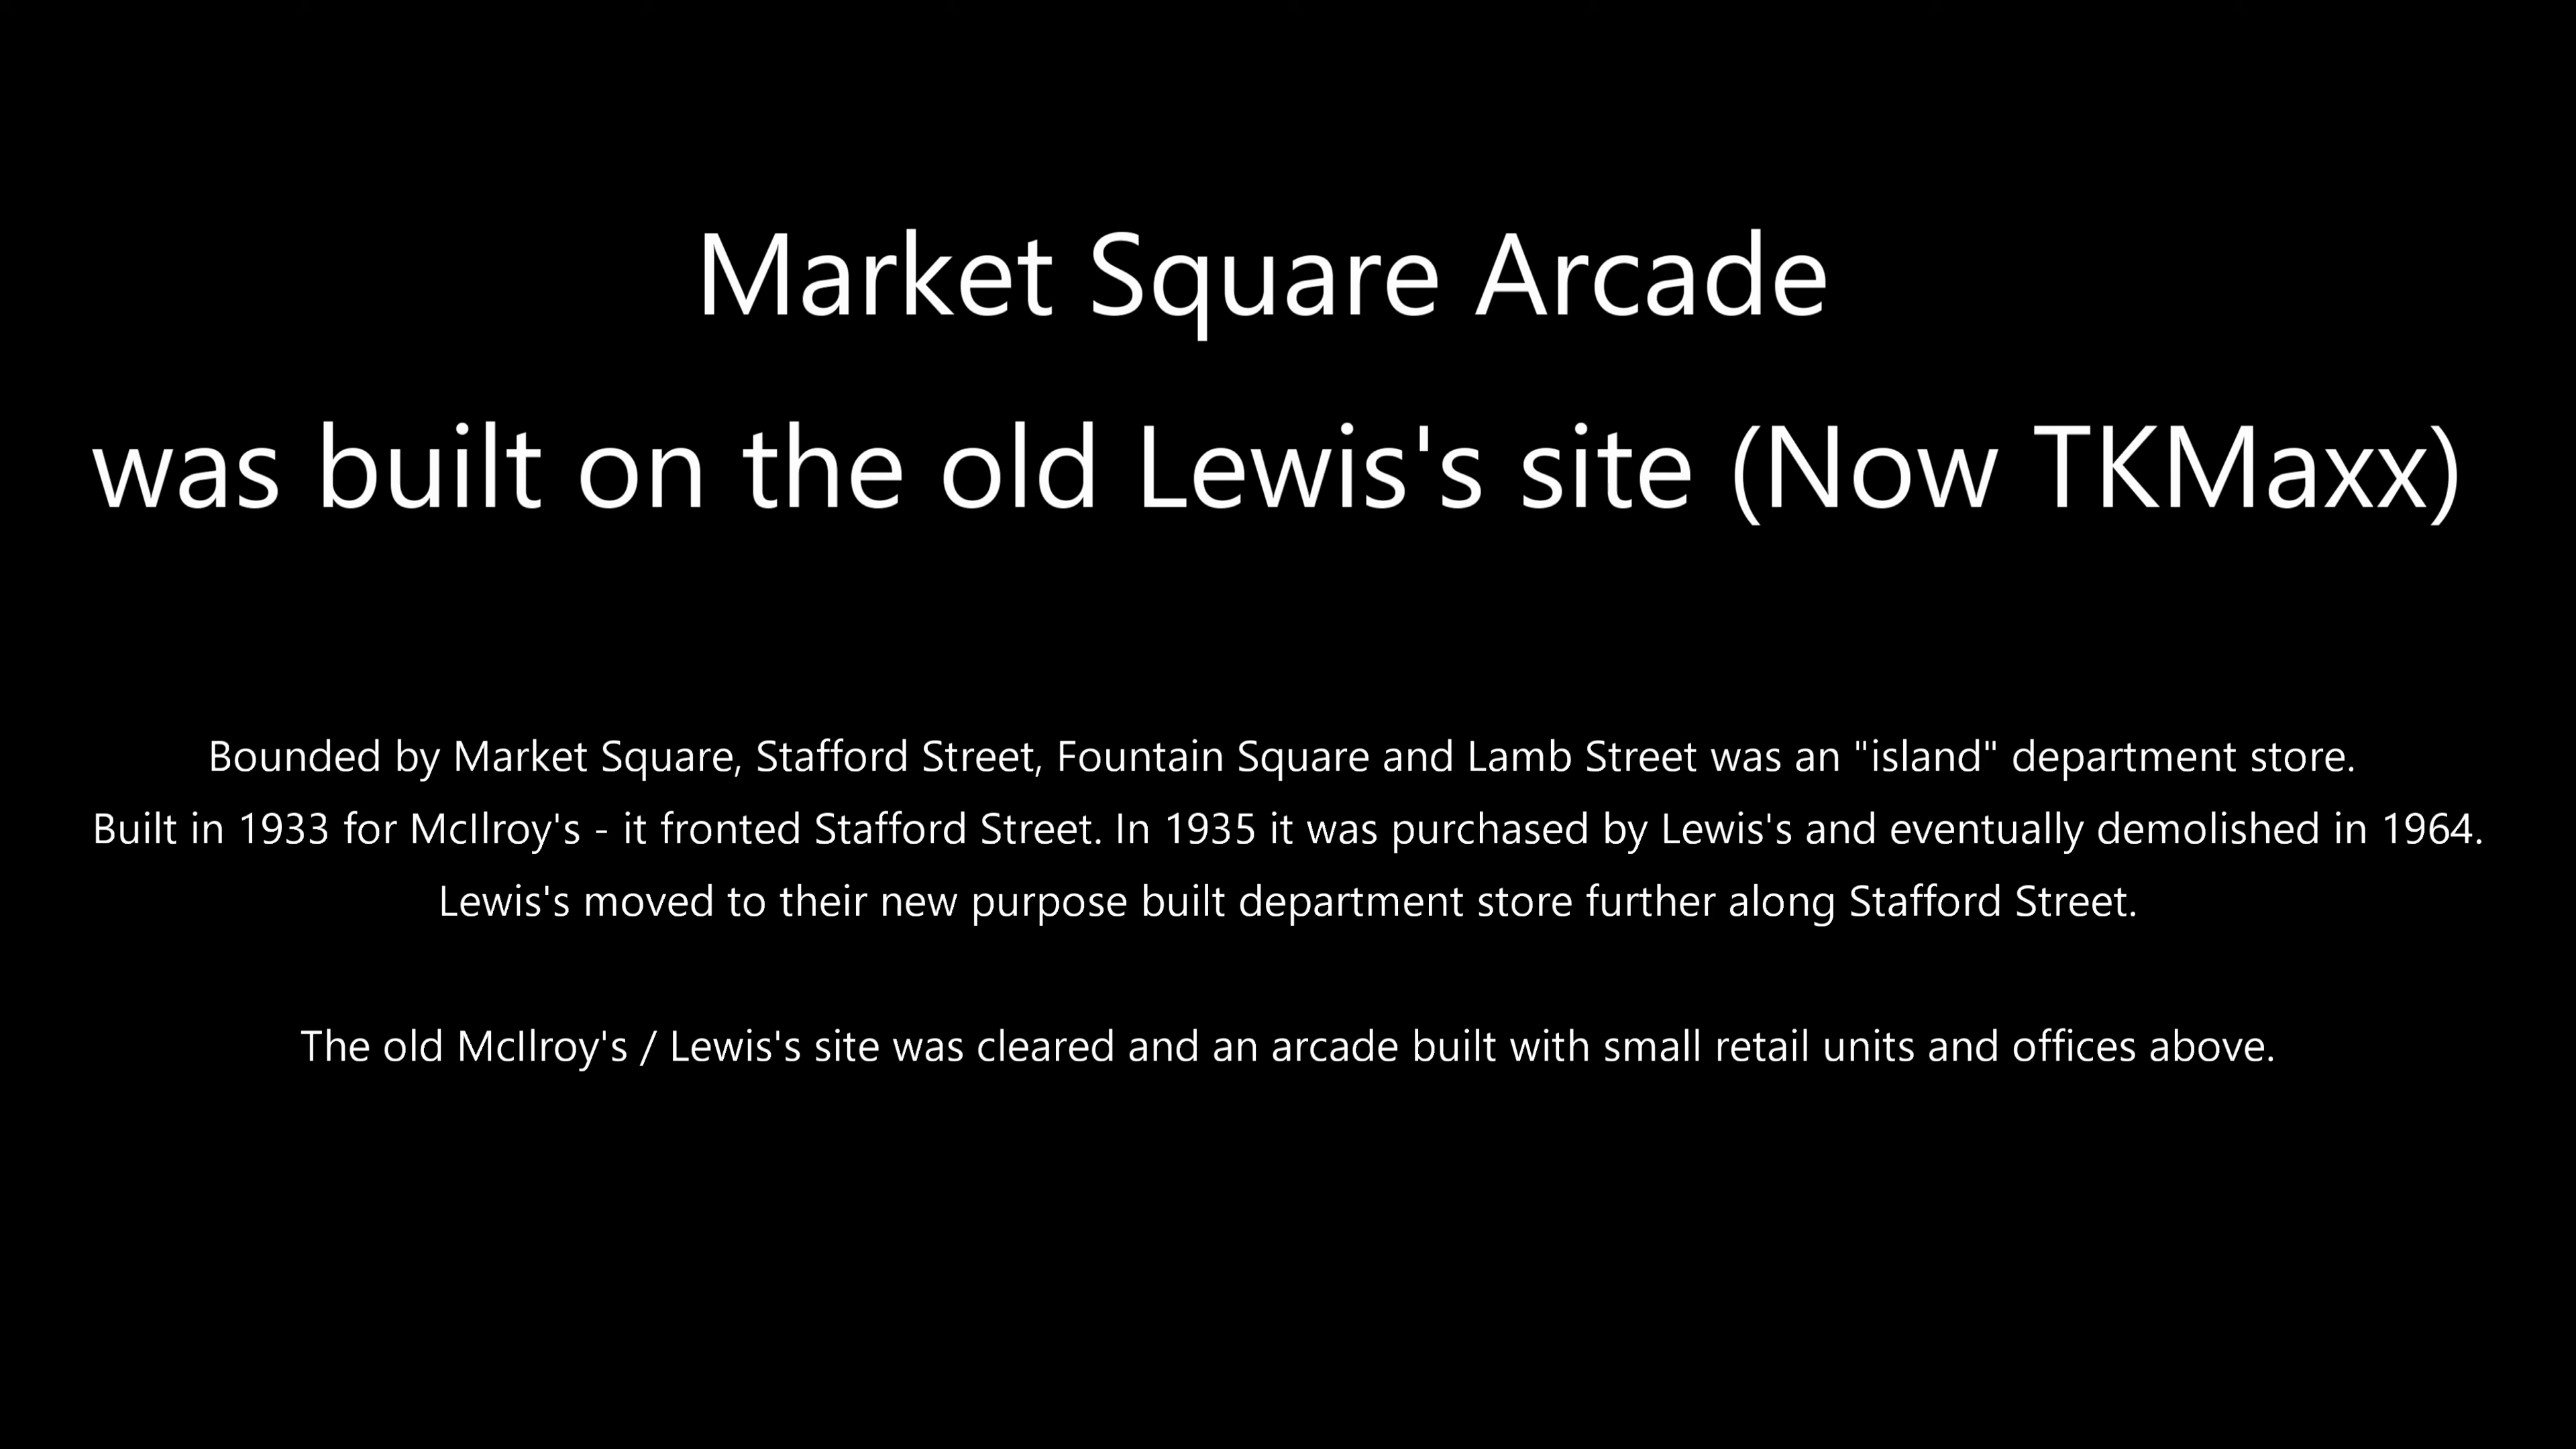 Market Square Arcade
was built on the old Lewis's site (Now TKMaxx)
Bounded by Market Square, Stafford Street, Fountain Square and Lamb Street was an "island" department store.
Built in 1933 for McIlroy's - it fronted Stafford Street. In 1935 it was purchased by Lewis's and eventually demolished in 1964.
Lewis's moved to their new purpose built department store further along Stafford Street.
The old McIlroy's / Lewis's site was cleared and an arcade built with small retail units and offices above.